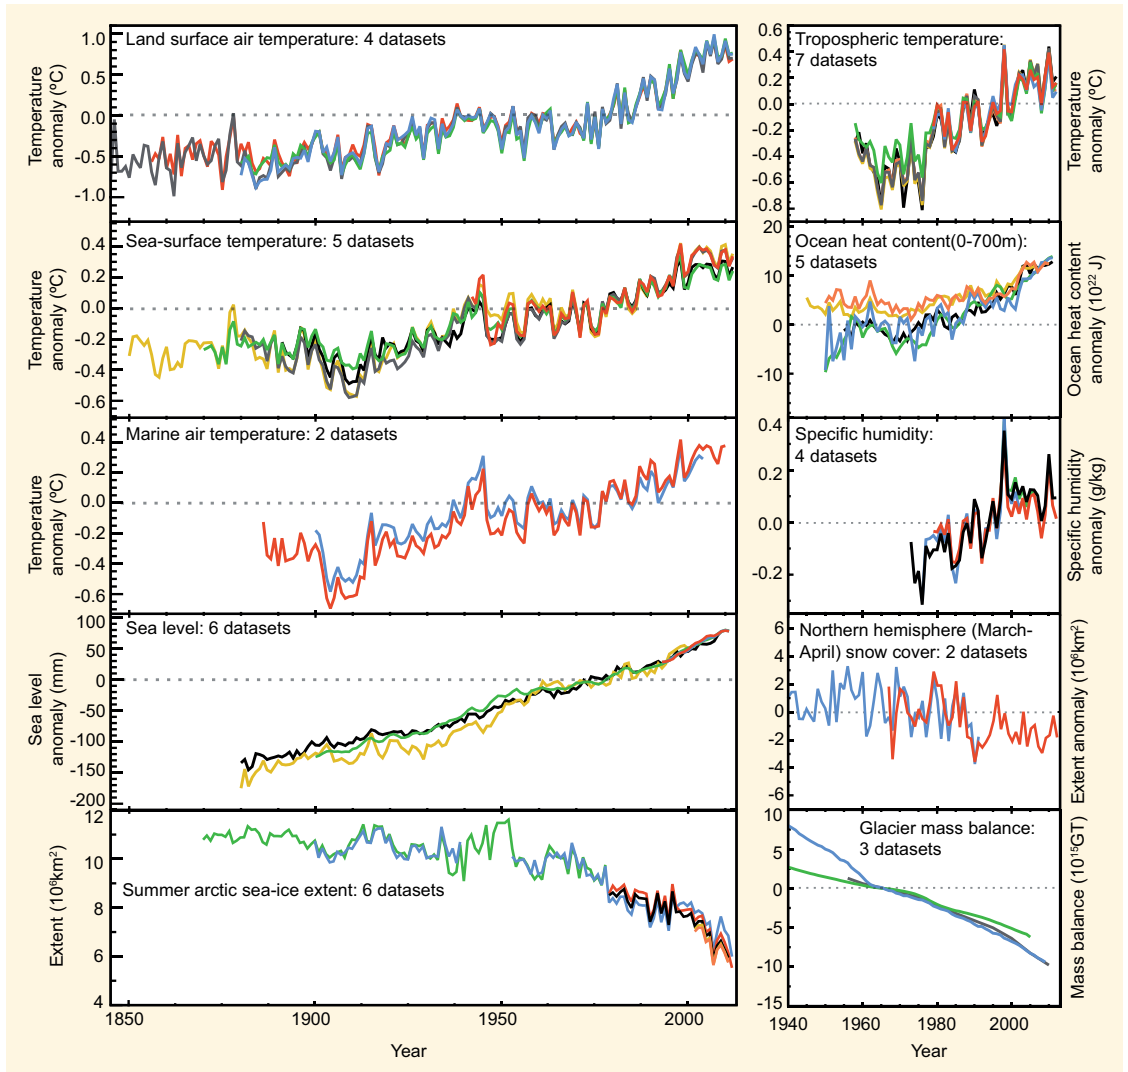 Land surface air temperature: 4 datasets
1.0
0.5
0.0
-0.5
-1.0
Temperature
anomaly (ºC)
Sea-surface temperature: 5 datasets
0.4
0.2
0.0
-0.2
-0.4
-0.6
Temperature
anomaly (ºC)
Marine air temperature: 2 datasets
0.4
0.2
0.0
-0.2
-0.4
-0.6
Temperature
anomaly (ºC)
Sea level: 6 datasets
100
50
0
-50
-100
-150
-200
Sea level
anomaly (mm)
12
10
8
6
4
Summer arctic sea-ice extent: 6 datasets
Extent (10⁶km²)
1850
1900
1950
2000
Year
Tropospheric temperature:
7 datasets
0.6
0.4
0.2
0.0
-0.2
-0.4
-0.6
-0.8
Temperature
anomaly (ºC)
Ocean heat content(0-700m):
5 datasets
20
10
0
-10
Ocean heat content
anomaly (10²² J)
Specific humidity:
4 datasets
0.4
0.2
0.0
-0.2
Specific humidity
anomaly (g/kg)
Northern hemisphere (March-
April) snow cover: 2 datasets
6
4
2
0
-2
-4
-6
Extent anomaly (10⁶km²)
Glacier mass balance:
3 datasets
10
5
0
-5
-10
-15
Mass balance (10¹⁵GT)
1940
1960
1980
2000
Year